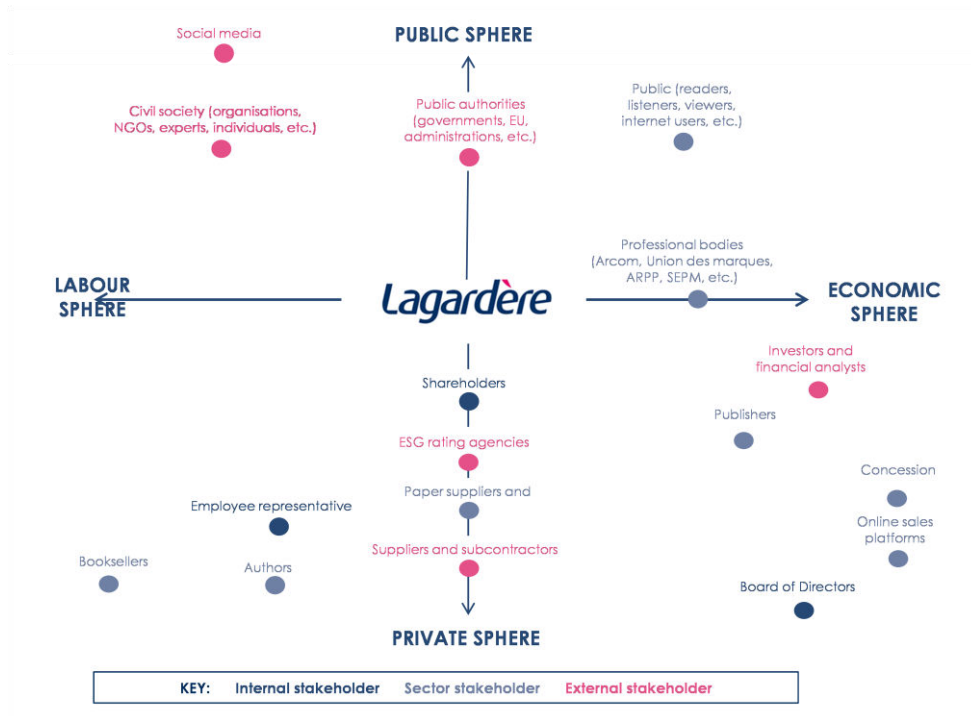 Social media
PUBLIC SPHERE
Civil society (organisations,
NGOs, experts, individuals, etc.)
Public authorities
(governments, EU,
administrations, etc.)
Public (readers,
listeners, viewers,
internet users, etc.)
Professional bodies
(Arcom, Union des marques,
ARPP, SEPM, etc.)
LABOUR
SPHERE
Lagardère
ECONOMIC
SPHERE
Investors and
financial analysts
Shareholders
Publishers
ESG rating agencies
Concession
Paper suppliers and
Employee representative
Online sales
platforms
Suppliers and subcontractors
Booksellers
Authors
Board of Directors
PRIVATE SPHERE
KEY: Internal stakeholder Sector stakeholder External stakeholder